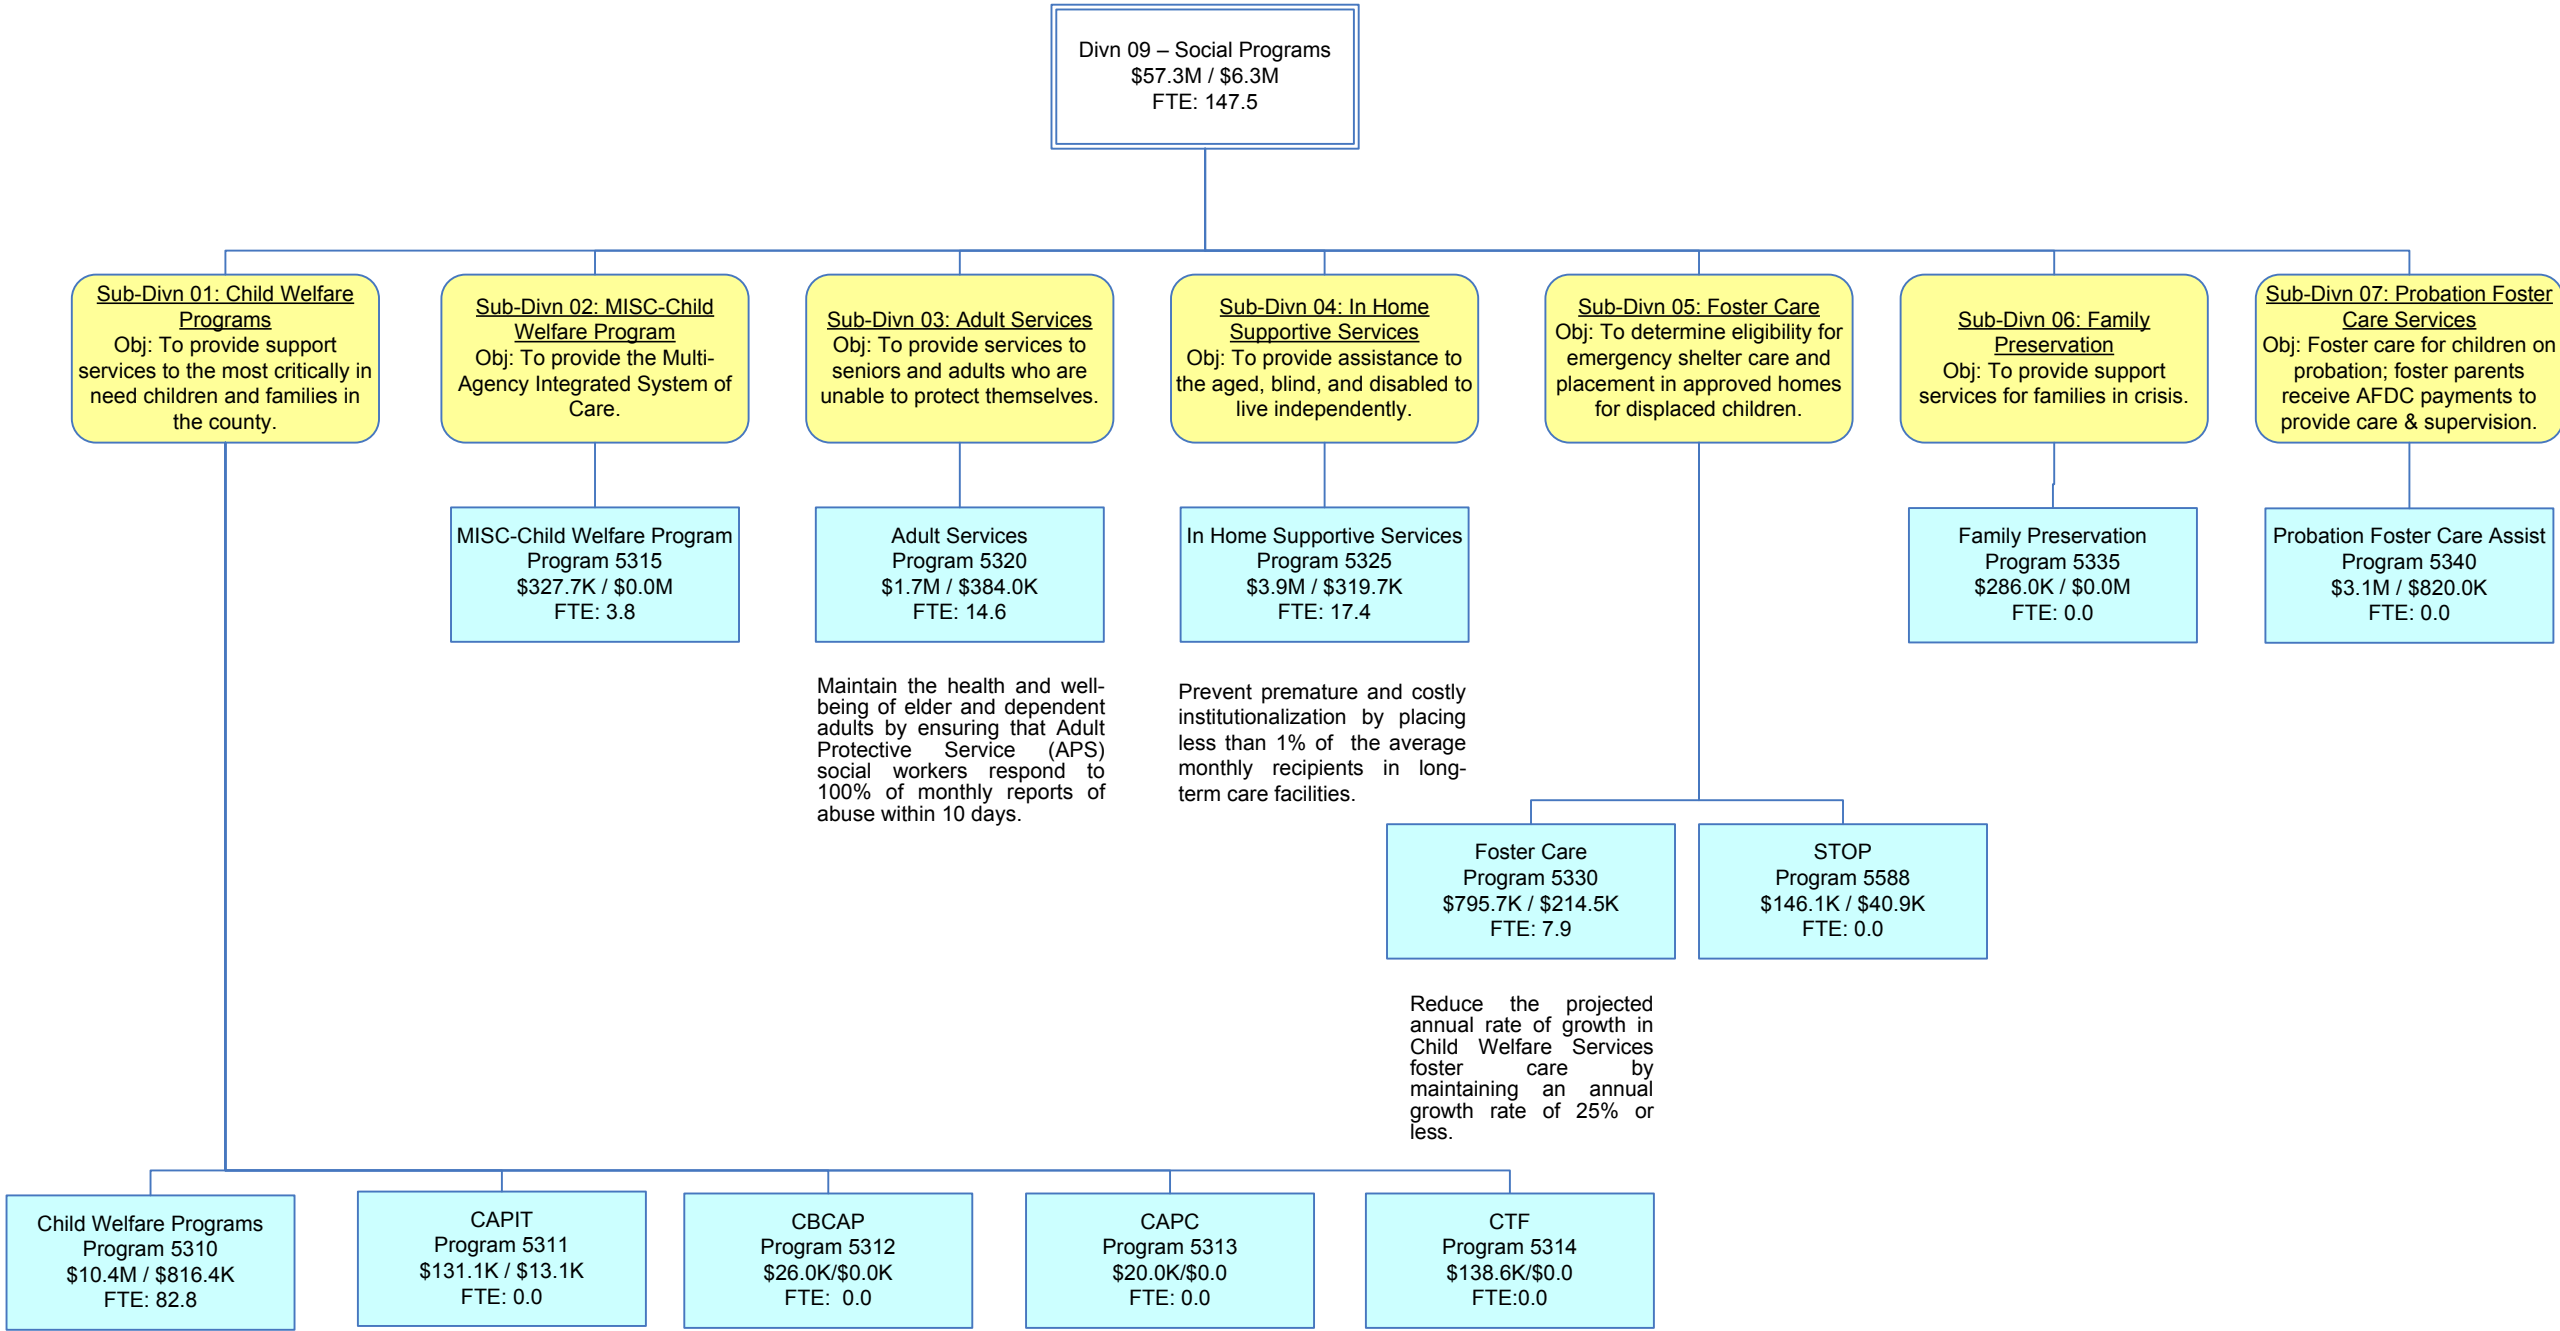 Divn 09 – Social Programs
$57.3M / $6.3M
FTE: 147.5
Sub-Divn 01: Child Welfare
Programs
Obj: To provide support
services to the most critically in
need children and families in
the county.
Sub-Divn 02: MISC-Child
Welfare Program
Obj: To provide the Multi-
Agency Integrated System of
Care.
Sub-Divn 03: Adult Services
Obj: To provide services to
seniors and adults who are
unable to protect themselves.
Sub-Divn 04: In Home
Supportive Services
Obj: To provide assistance to
the aged, blind, and disabled to
live independently.
Sub-Divn 05: Foster Care
Obj: To determine eligibility for
emergency shelter care and
placement in approved homes
for displaced children.
Sub-Divn 06: Family
Preservation
Obj: To provide support
services for families in crisis.
Sub-Divn 07: Probation Foster
Care Services
Obj: Foster care for children on
probation; foster parents
receive AFDC payments to
provide care & supervision.
MISC-Child Welfare Program
Program 5315
$327.7K / $0.0M
FTE: 3.8
Adult Services
Program 5320
$1.7M / $384.0K
FTE: 14.6
In Home Supportive Services
Program 5325
$3.9M / $319.7K
FTE: 17.4
Family Preservation
Program 5335
$286.0K / $0.0M
FTE: 0.0
Probation Foster Care Assist
Program 5340
$3.1M / $820.0K
FTE: 0.0
Maintain the health and well-
being of elder and dependent
adults by ensuring that Adult
Protective Service (APS)
social workers respond to
100% of monthly reports of
abuse within 10 days.
Prevent premature and costly
institutionalization by placing
less than 1% of the average
monthly recipients in long-
term care facilities.
Foster Care
Program 5330
$795.7K / $214.5K
FTE: 7.9
STOP
Program 5588
$146.1K / $40.9K
FTE: 0.0
Reduce the projected
annual rate of growth in
Child Welfare Services
foster care by
maintaining an annual
growth rate of 25% or
less.
Child Welfare Programs
Program 5310
$10.4M / $816.4K
FTE: 82.8
CAPIT
Program 5311
$131.1K / $13.1K
FTE: 0.0
CBCAP
Program 5312
$26.0K/$0.0K
FTE: 0.0
CAPC
Program 5313
$20.0K/$0.0
FTE: 0.0
CTF
Program 5314
$138.6K/$0.0
FTE:0.0